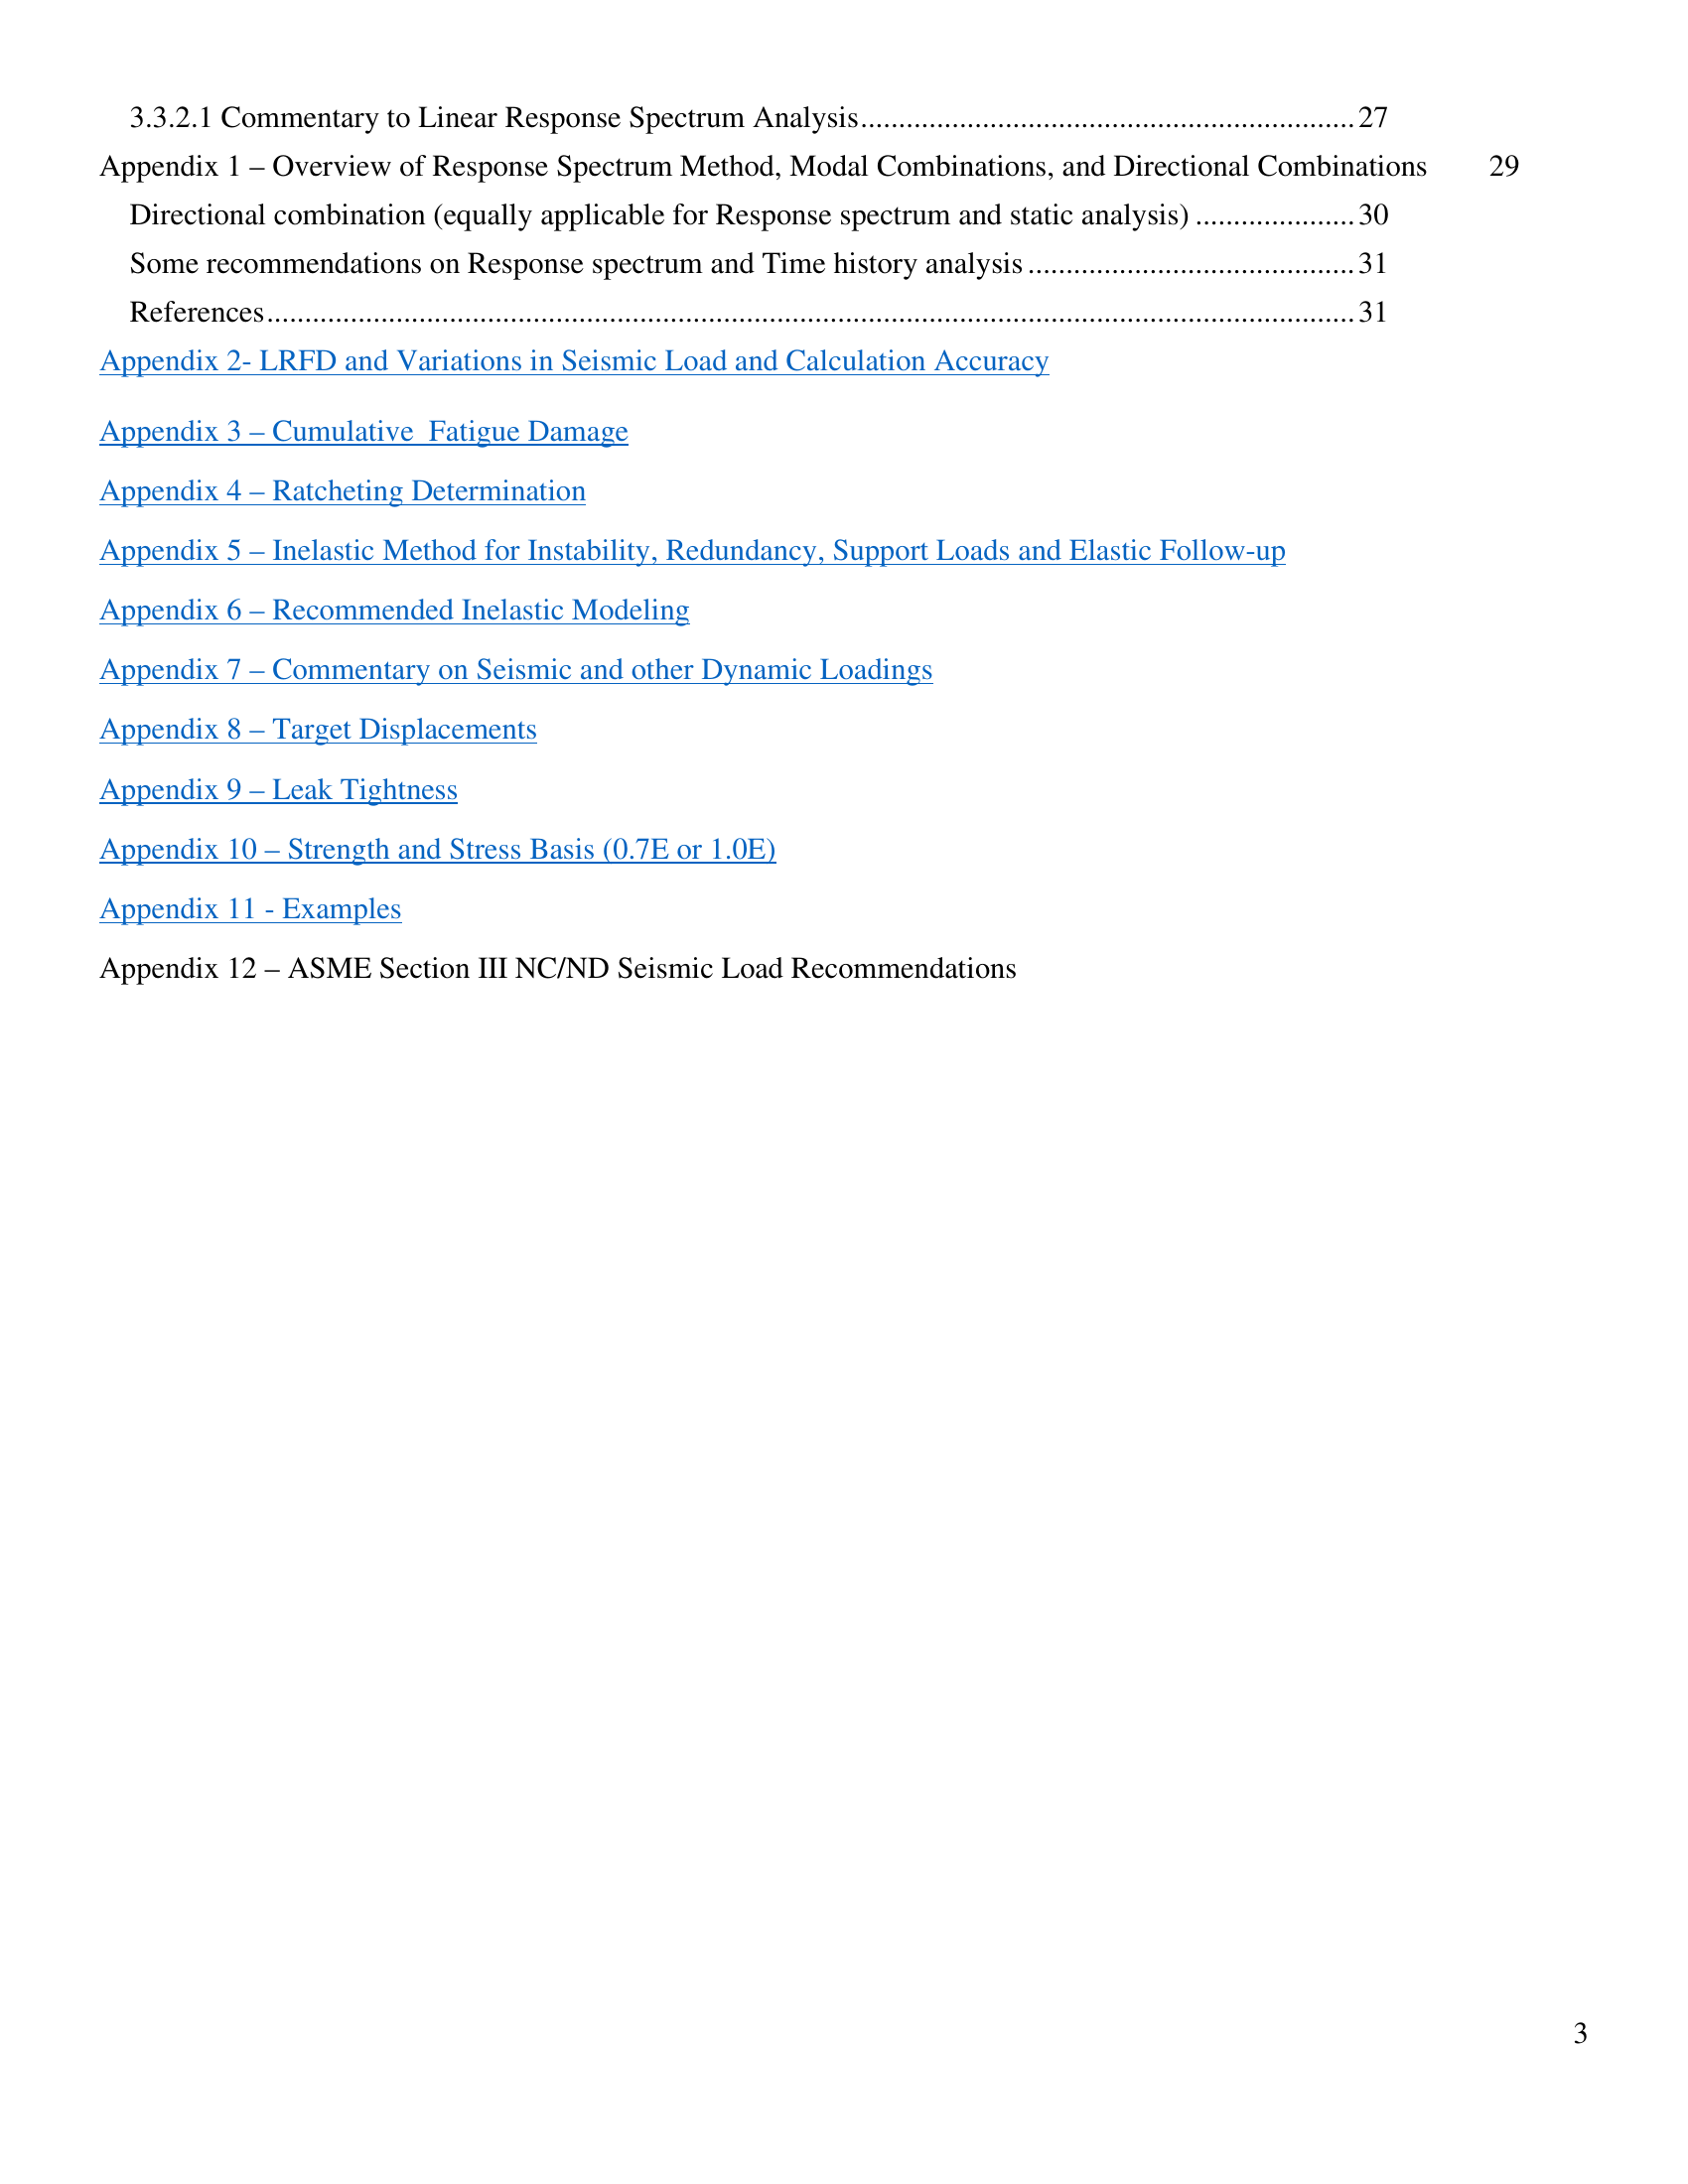 3.3.2.1 Commentary to Linear Response Spectrum Analysis.................................................................27
Appendix 1 – Overview of Response Spectrum Method, Modal Combinations, and Directional Combinations 29
Directional combination (equally applicable for Response spectrum and static analysis) .....................30
Some recommendations on Response spectrum and Time history analysis ...........................................31
References................................................................................................................................................31
Appendix 2- LRFD and Variations in Seismic Load and Calculation Accuracy
Appendix 3 – Cumulative  Fatigue Damage
Appendix 4 – Ratcheting Determination
Appendix 5 – Inelastic Method for Instability, Redundancy, Support Loads and Elastic Follow-up
Appendix 6 – Recommended Inelastic Modeling
Appendix 7 – Commentary on Seismic and other Dynamic Loadings
Appendix 8 – Target Displacements
Appendix 9 – Leak Tightness
Appendix 10 – Strength and Stress Basis (0.7E or 1.0E)
Appendix 11 - Examples
Appendix 12 – ASME Section III NC/ND Seismic Load Recommendations
3